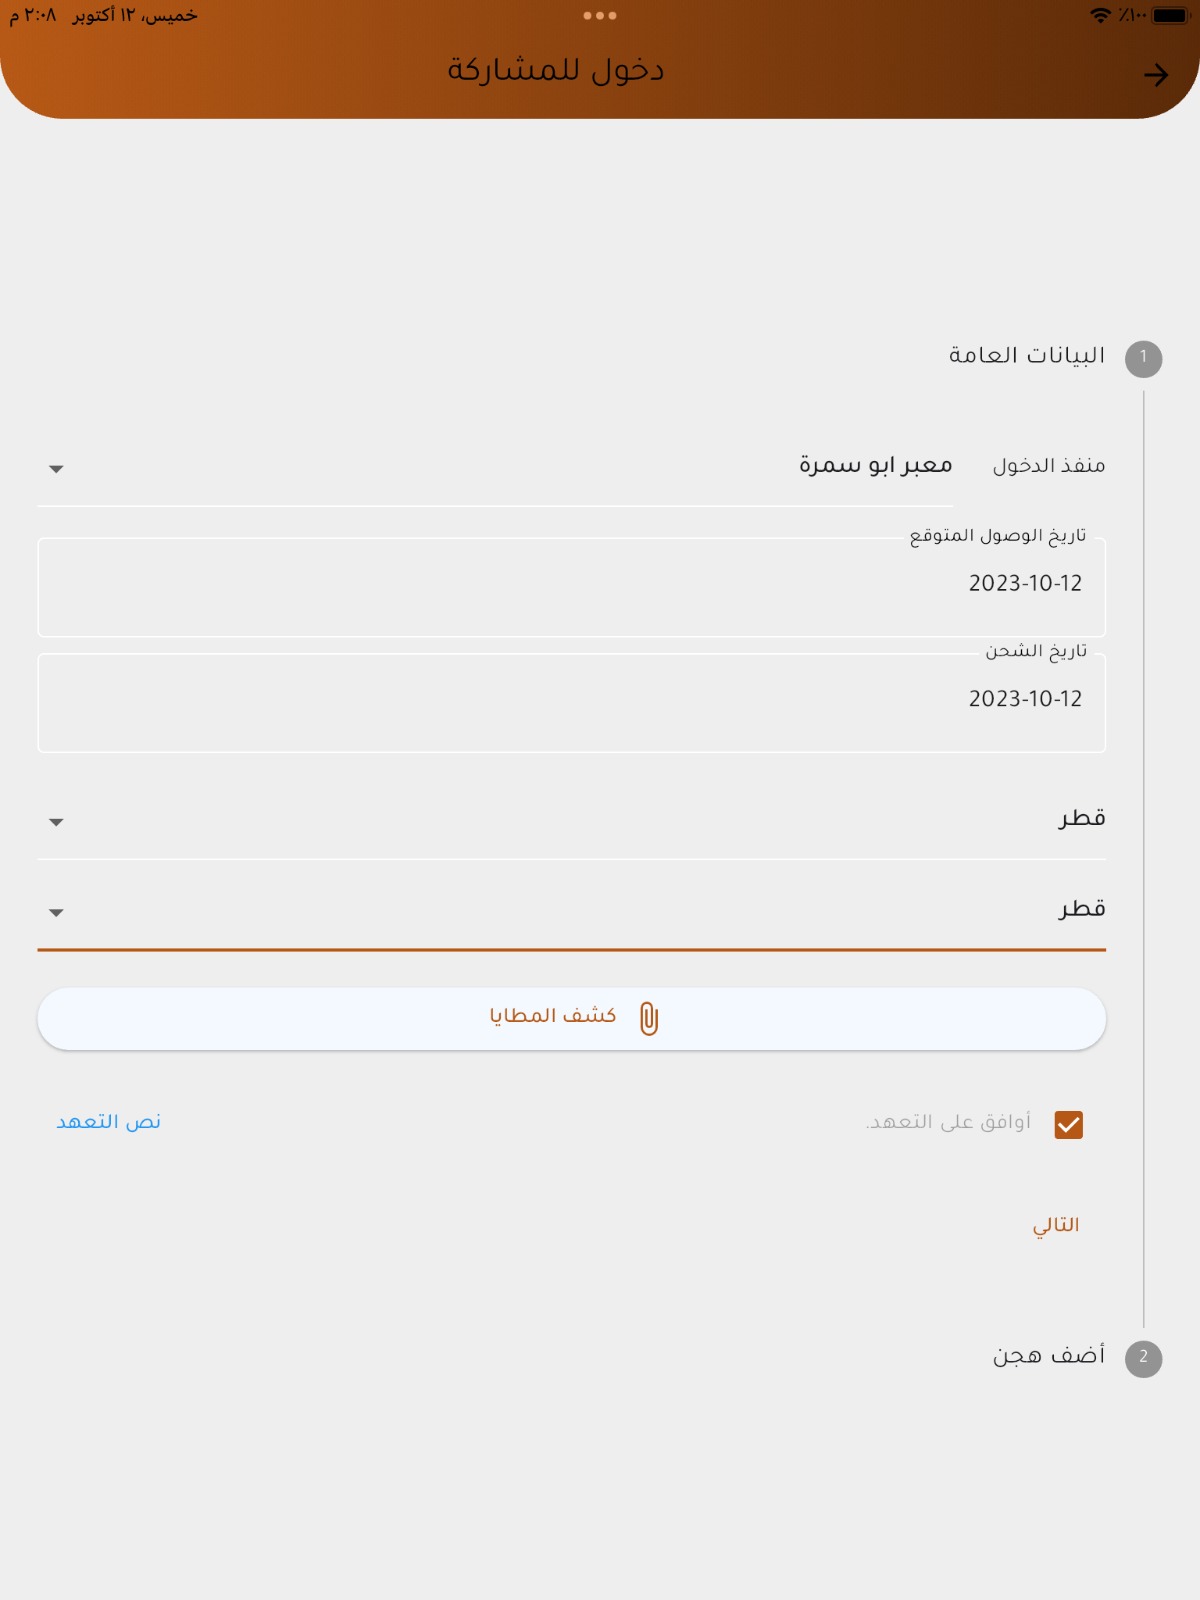 ٪١٠٠
خميس، ١٢ أكتوبر ٢:٠٨ م
دخول للمشاركة
1 البيانات العامة
منفذ الدخول معبر ابو سمرة
تاريخ الوصول المتوقع
2023-10-12
تاريخ الشحن
2023-10-12
قطر
قطر
كشف المطايا
أوافق على التعهد. نص التعهد
التالي
2 أضف هجن